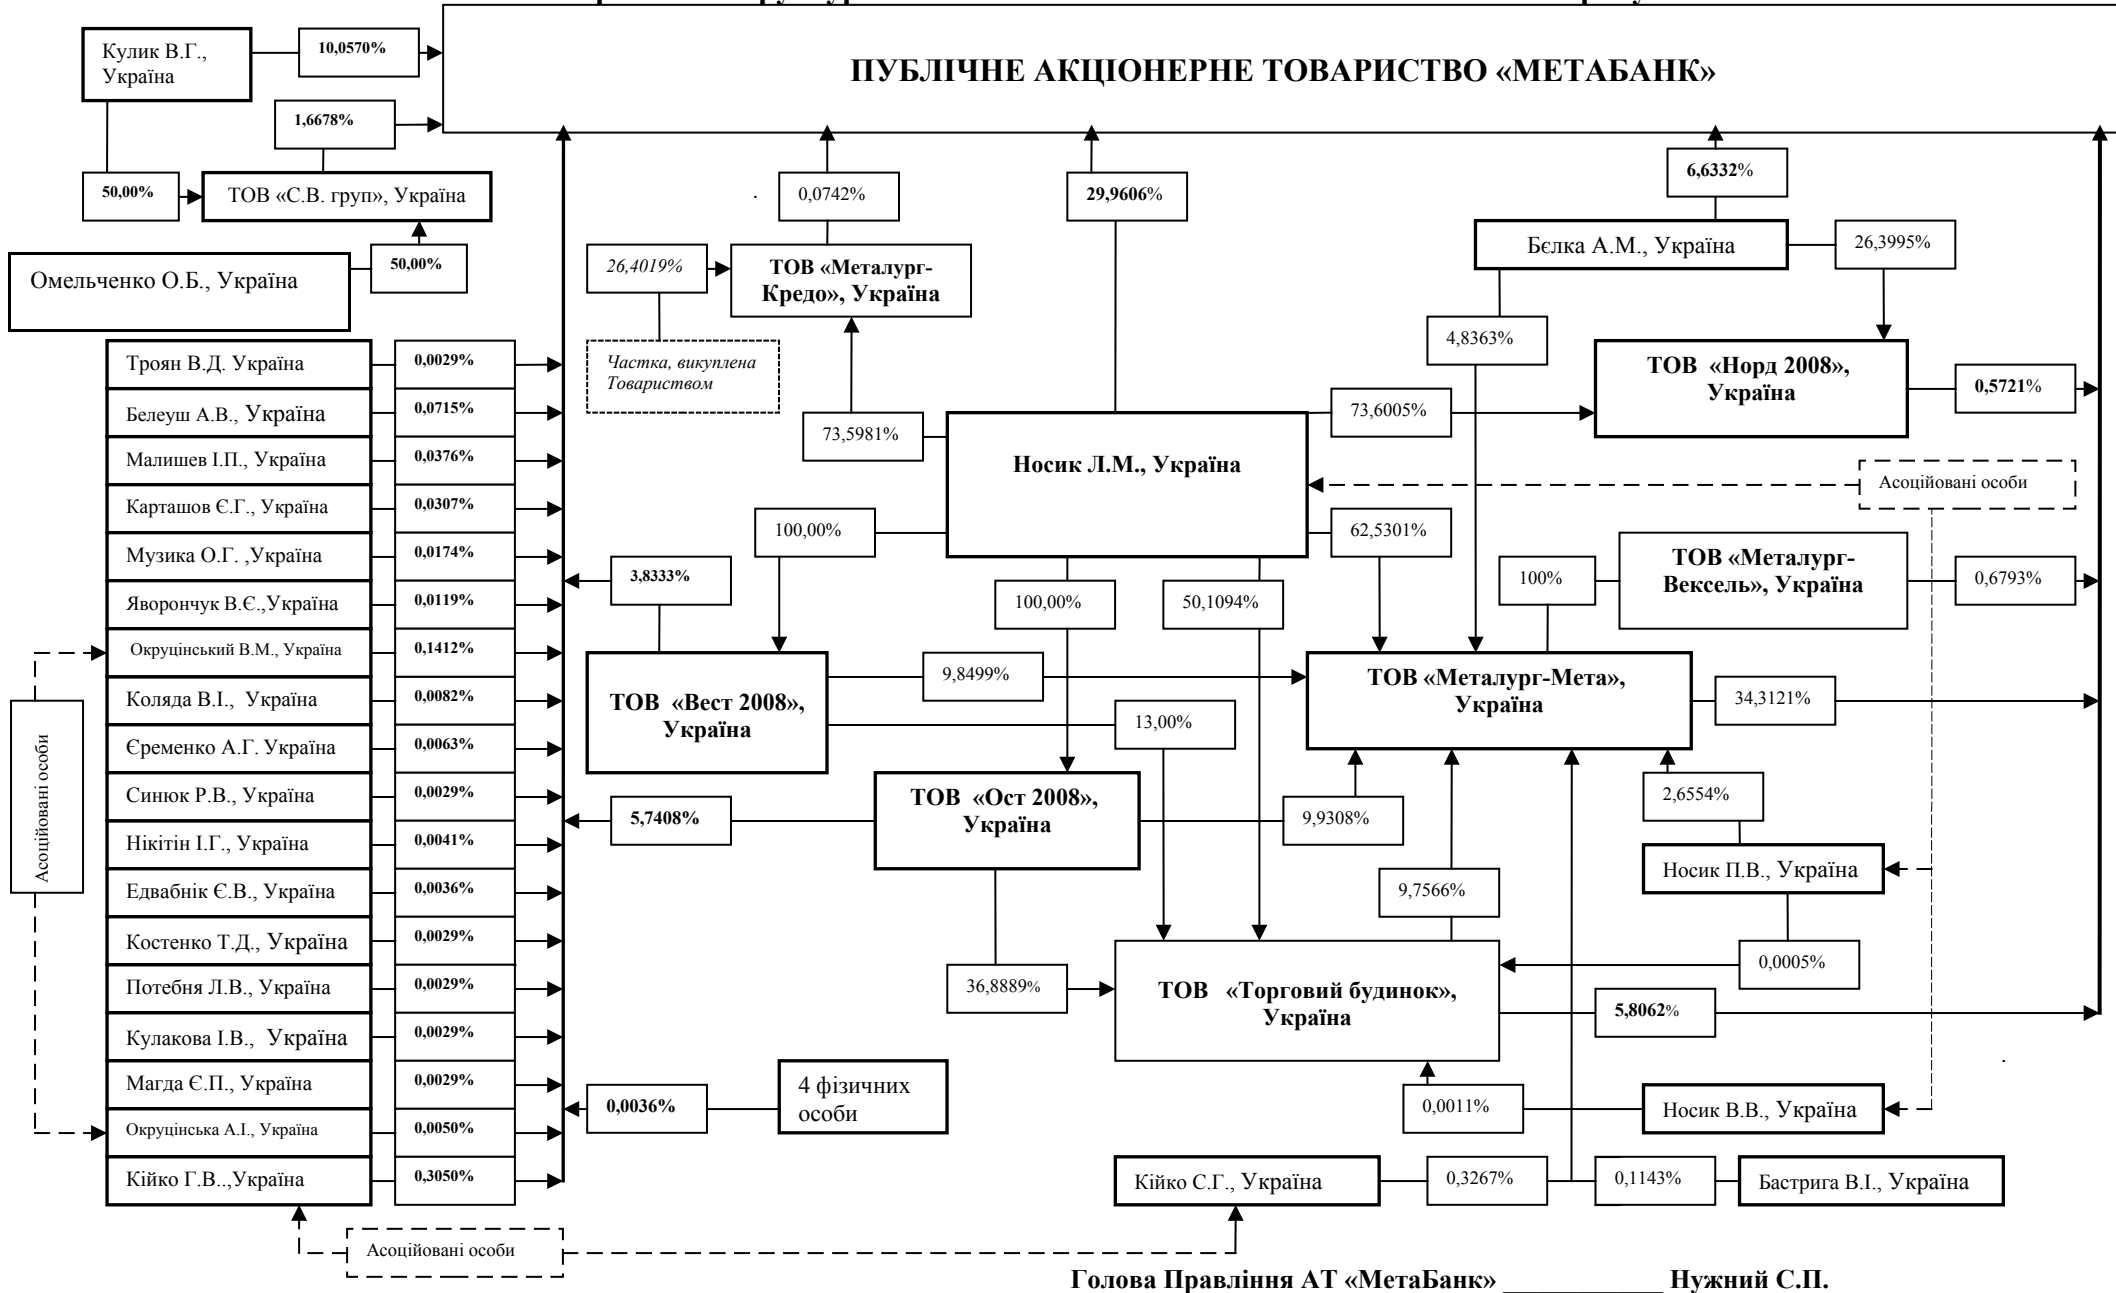 ПУБЛІЧНЕ АКЦІОНЕРНЕ ТОВАРИСТВО «МЕТАБАНК»
Кулик В.Г.,
Україна
10,0570%
1,6678%
50,00%
ТОВ «С.В. груп», Україна
50,00%
Омельченко О.Б., Україна
0,0742%
29,9606%
6,6332%
Бєлка А.М., Україна
26,3995%
26,4019%
ТОВ «Металург-
Кредо», Україна
Частка, викуплена
Товариством
73,5981%
4,8363%
ТОВ «Норд 2008»,
Україна
0,5721%
73,6005%
Носик Л.М., Україна
Асоційовані особи
Троян В.Д. Україна
0,0029%
Белеуш А.В., Україна
0,0715%
Малишев І.П., Україна
0,0376%
Карташов Є.Г., Україна
0,0307%
Музика О.Г. ,Україна
0,0174%
Яворончук В.Є.,Україна
0,0119%
Окруцінський В.М., Україна
0,1412%
Коляда В.І., Україна
0,0082%
Єременко А.Г. Україна
0,0063%
Синюк Р.В., Україна
0,0029%
Нікітін І.Г., Україна
0,0041%
Едвабнік Є.В., Україна
0,0036%
Костенко Т.Д., Україна
0,0029%
Потебня Л.В., Україна
0,0029%
Кулакова І.В., Україна
0,0029%
Магда Є.П., Україна
0,0029%
Окруцінська А.І., Україна
0,0050%
Кійко Г.В..,Україна
0,3050%
Асоційовані особи
Асоційовані особи
100,00%
62,5301%
3,8333%
100,00%
50,1094%
100%
ТОВ «Металург-
Вексель», Україна
0,6793%
ТОВ «Вест 2008»,
Україна
9,8499%
13,00%
ТОВ «Металург-Мета»,
Україна
34,3121%
5,7408%
ТОВ «Ост 2008»,
Україна
9,9308%
2,6554%
9,7566%
Носик П.В., Україна
0,0005%
36,8889%
ТОВ «Торговий будинок»,
Україна
5,8062%
0,0036%
4 фізичних
особи
0,0011%
Носик В.В., Україна
Кійко С.Г., Україна
0,3267%
0,1143%
Бастрига В.І., Україна
Голова Правління АТ «МетаБанк» ____________ Нужний С.П.